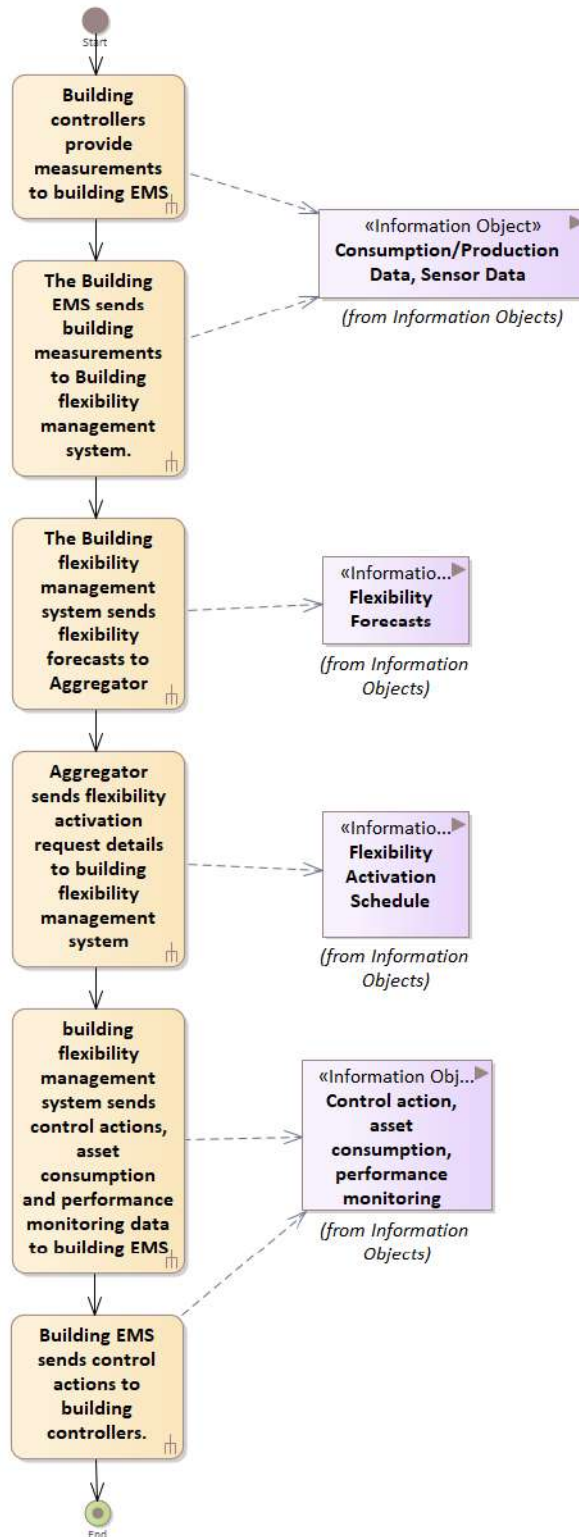 Start
Building
controllers
provide
measurements
to building EMS
«Information Object»
Consumption/Production
Data, Sensor Data
(from Information Objects)
The Building
EMS sends
building
measurements
to Building
flexibility
management
system.
The Building
flexibility
management
system sends
flexibility
forecasts to
Aggregator
«Informatio...
Flexibility
Forecasts
(from Information
Objects)
Aggregator
sends flexibility
activation
request details
to building
flexibility
management
system
«Informatio...
Flexibility
Activation
Schedule
(from Information
Objects)
building
flexibility
management
system sends
control actions,
asset
consumption
and performance
monitoring data
to building EMS
«Information Obj...
Control action,
asset
consumption,
performance
monitoring
(from Information
Objects)
Building EMS
sends control
actions to
building
controllers.
End